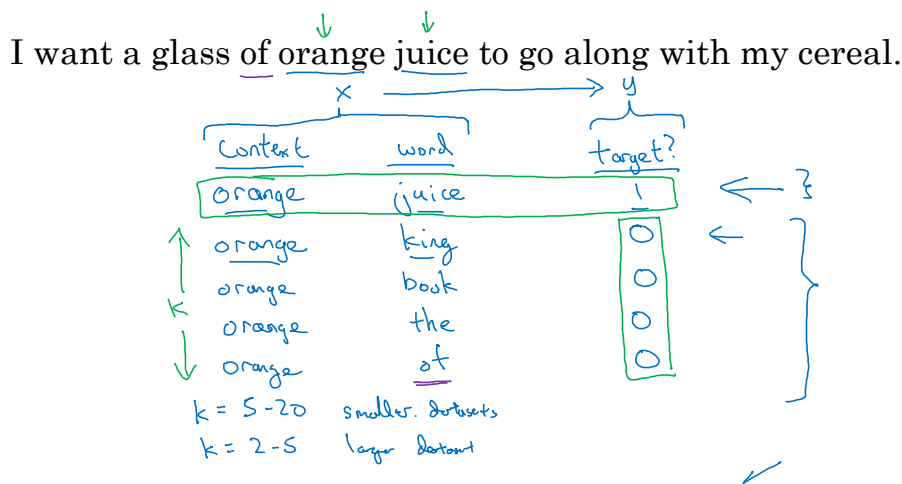 I want a glass of orange juice to go along with my cereal.
x → y
context word target?
orange juice 1
orange king 0
orange book 0
k orange the 0
orange of 0
k = 5-20 smaller datasets
k = 2-5 larger dataset